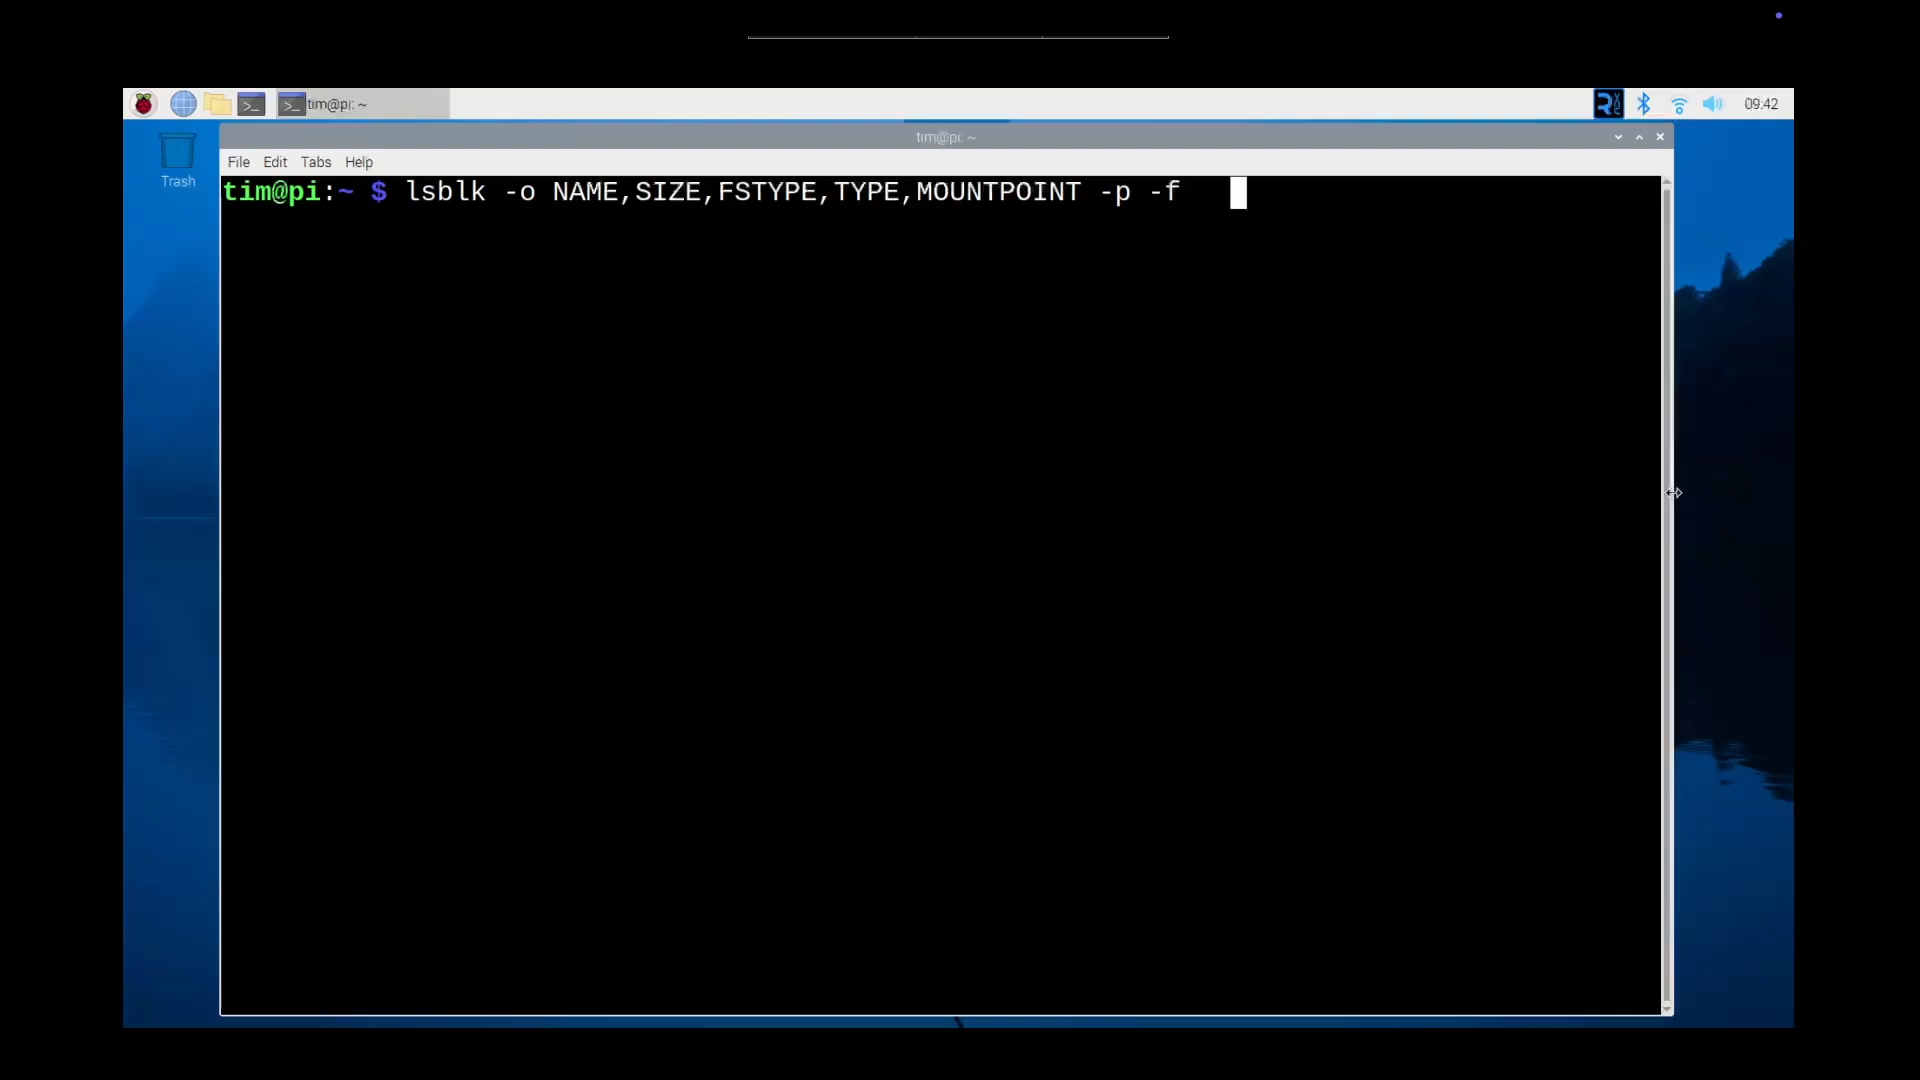 tim@pi: ~
09:42
Trash
tim@pi: ~
File Edit Tabs Help
tim@pi:~ $ lsblk -o NAME,SIZE,FSTYPE,TYPE,MOUNTPOINT -p -f